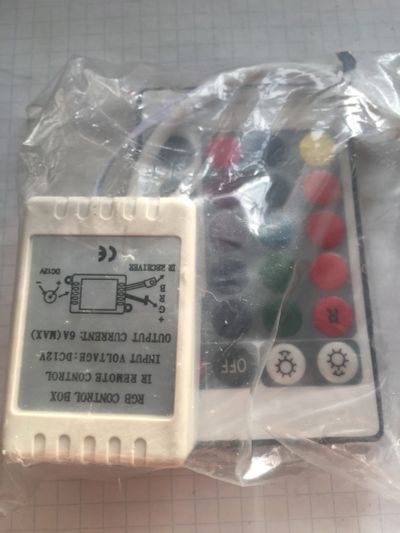 RGB CONTROL BOX
IR REMOTE CONTROL
INPUT VOLTAGE:DC12V
OUTPUT CURRENT: 6A(MAX)
+
G
R
B
DC12V
IR RECEIVER
CE
OFF
R